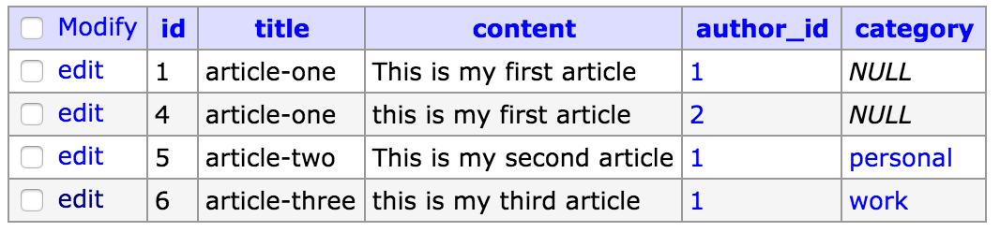 Modify id title content author_id category
edit 1 article-one This is my first article 1 NULL
edit 4 article-one this is my first article 2 NULL
edit 5 article-two This is my second article 1 personal
edit 6 article-three this is my third article 1 work